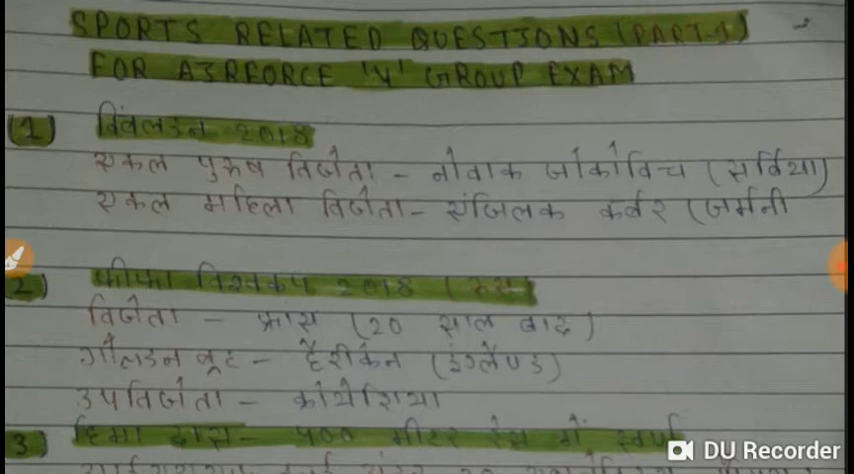 SPORTS RELATED QUESTIONS (PART-1)
FOR AIRFORCE 'Y' GROUP EXAM
(1) विंबलडन 2018
एकल पुरुष विजेता - नोवाक जोकोविच (सर्बिया)
एकल महिला विजेता - एंजिलक कर्बर (जर्मनी
2) फीफा विश्वकप 2018 (रूस)
विजेता - फ्रांस (20 साल बाद)
गोल्डन बूट - हैरीकेन (इंग्लैण्ड)
उपविजेता - क्रोयेशिया
3) हिमा दास - 400 मीटर रेस में स्वर्ण
DU Recorder